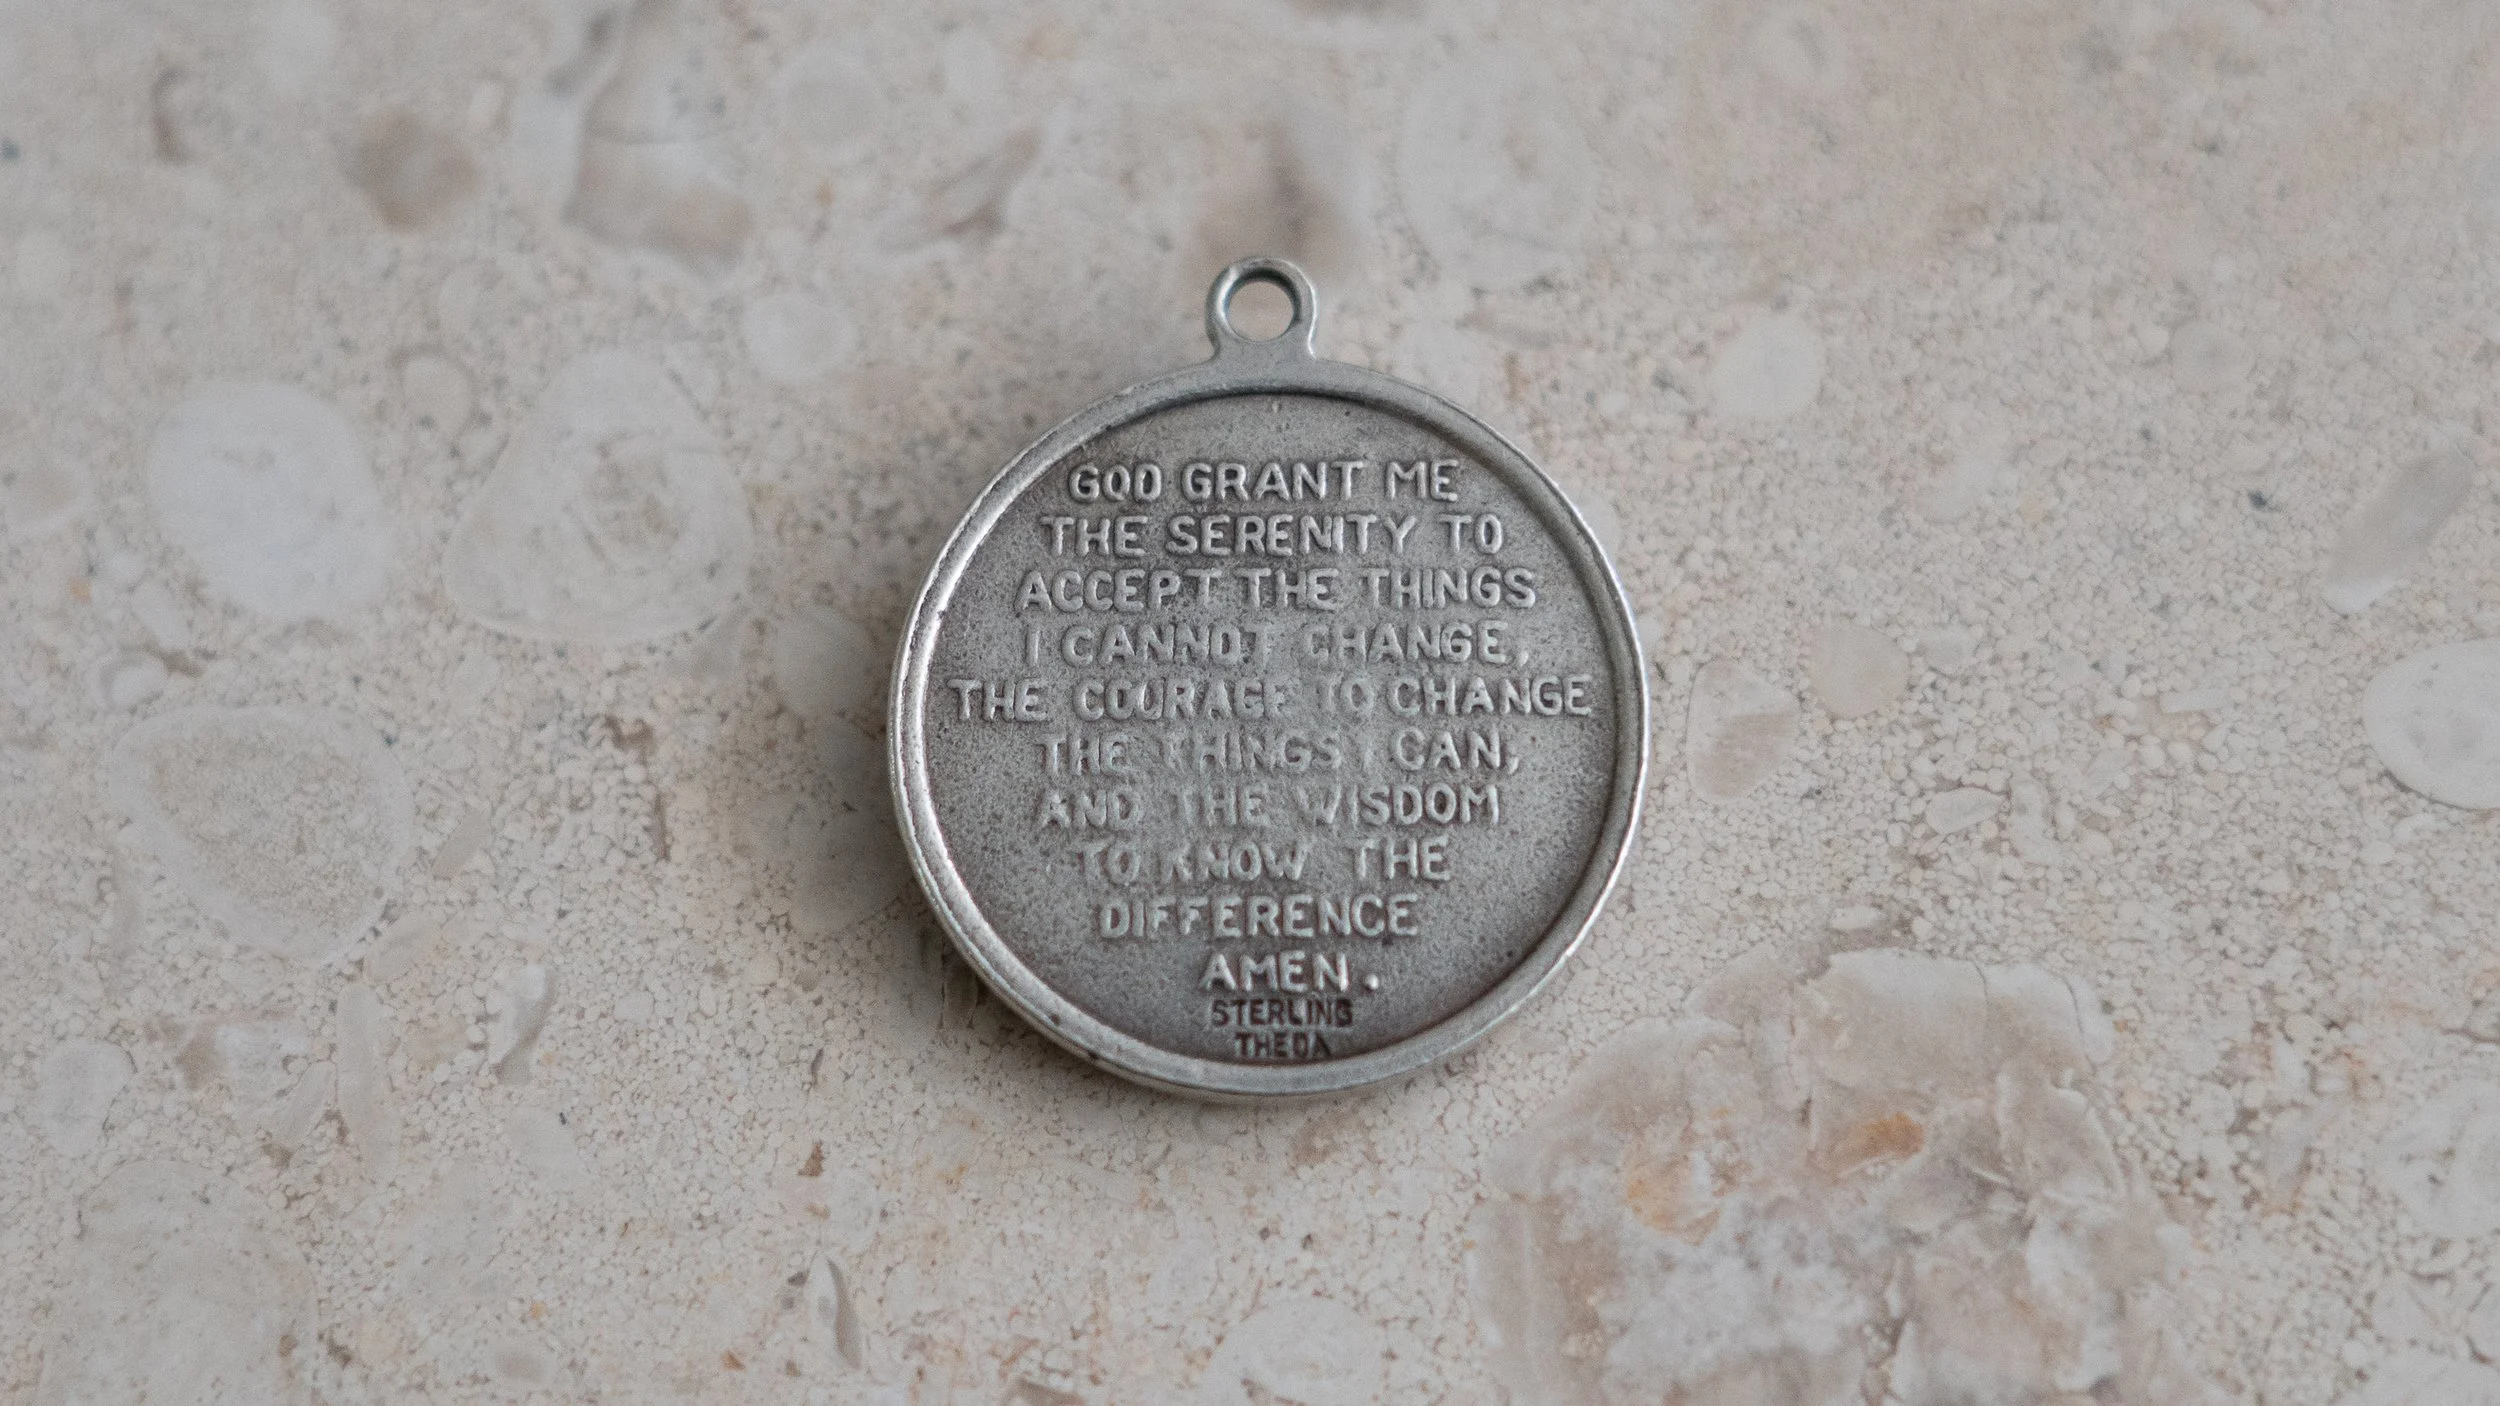 GOD GRANT ME
THE SERENITY TO
ACCEPT THE THINGS
I CANNOT CHANGE,
THE COURAGE TO CHANGE
THE THINGS I CAN,
AND THE WISDOM
TO KNOW THE
DIFFERENCE
AMEN.
STERLING
THEDA